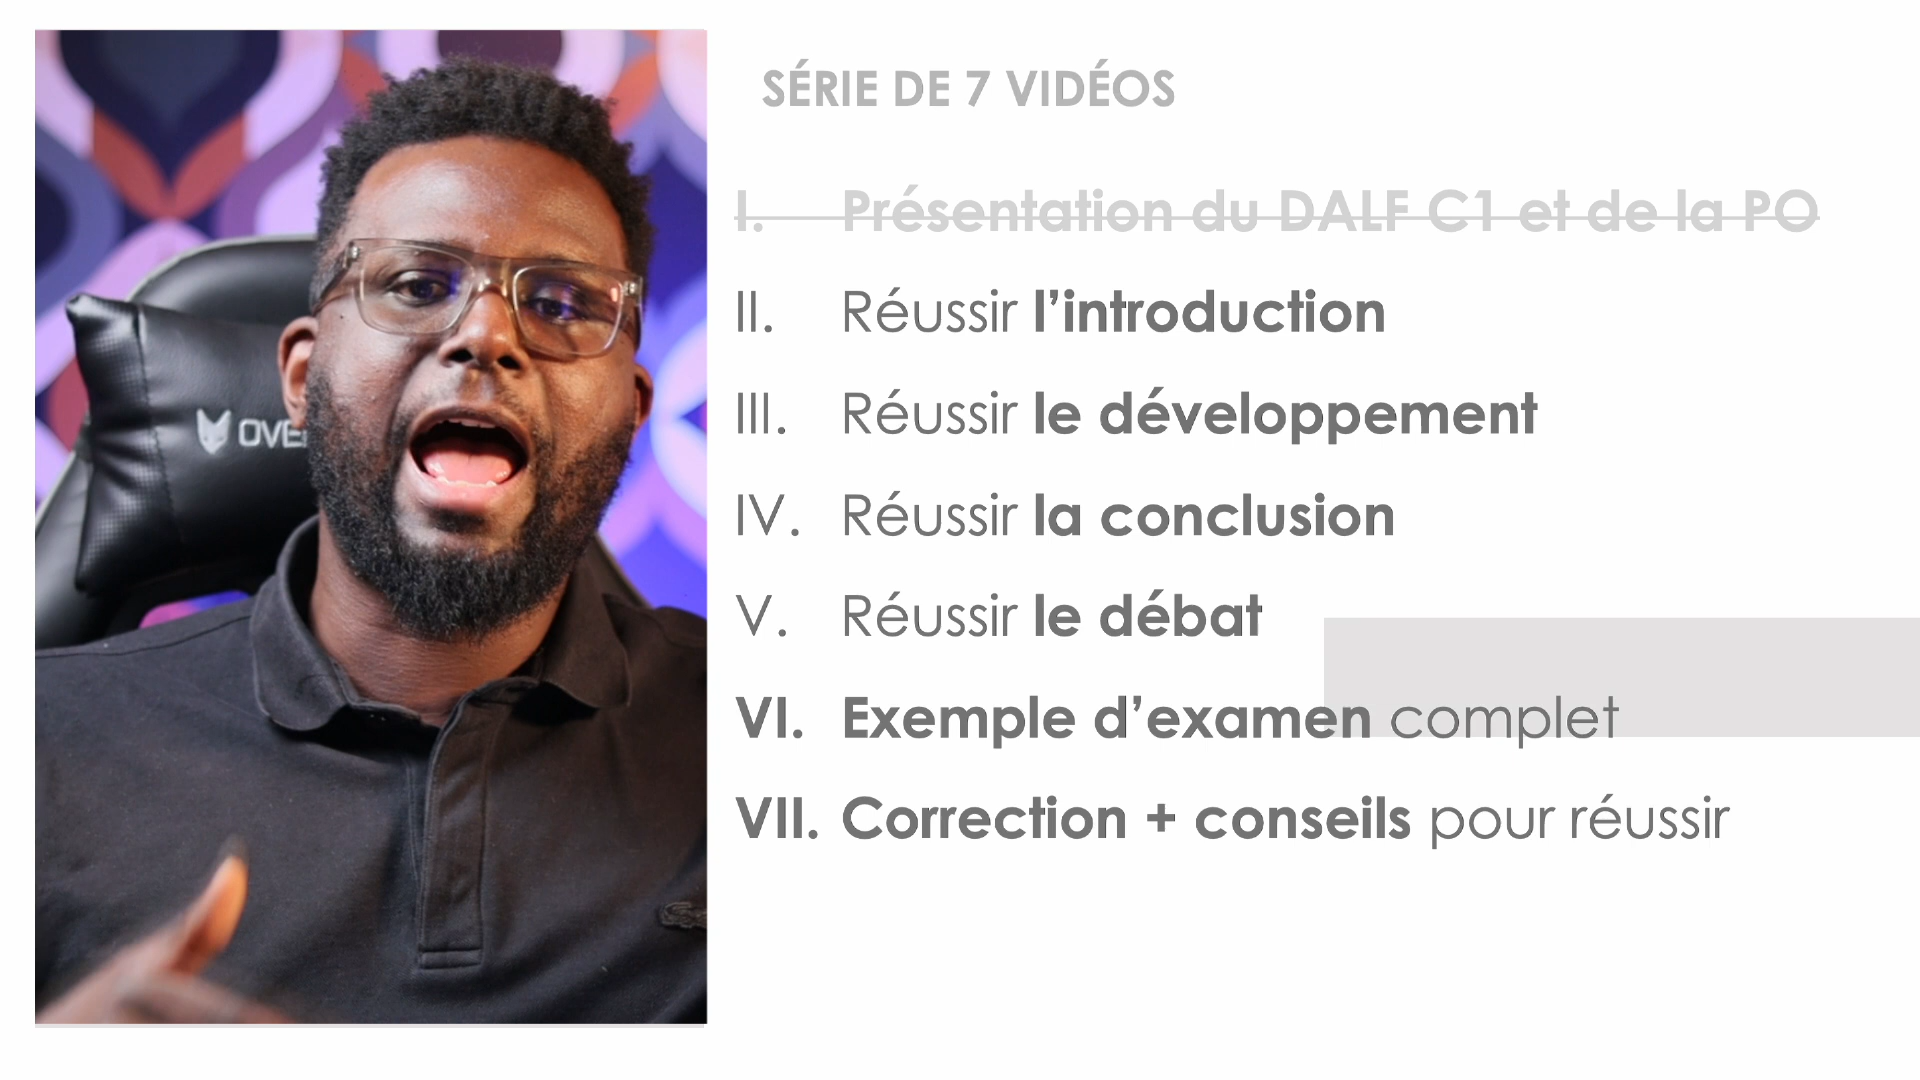 SÉRIE DE 7 VIDÉOS
I. Présentation du DALF C1 et de la PO
II. Réussir l’introduction
III. Réussir le développement
IV. Réussir la conclusion
V. Réussir le débat
VI. Exemple d’examen complet
VII. Correction + conseils pour réussir